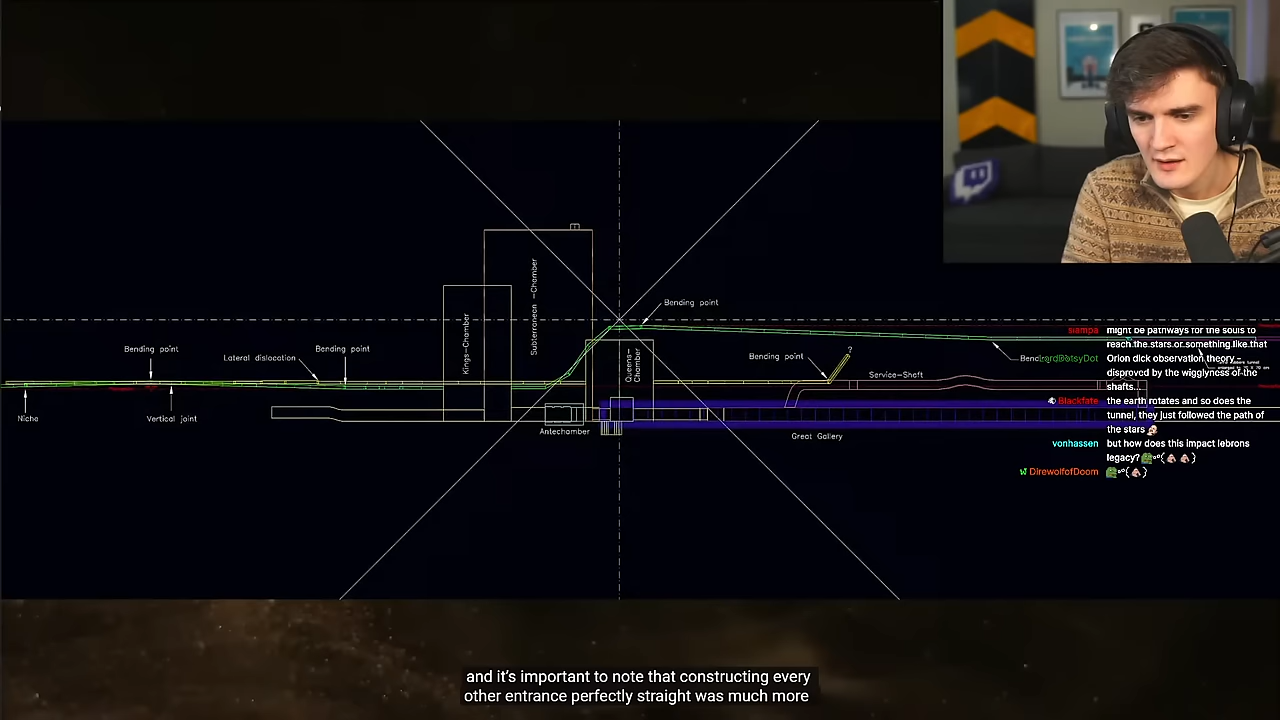 Subterranean-Chamber
Kings-Chamber
Queens-
Chamber
Bending point
Bending point
Lateral dislocation
Bending point
Bending point
Service-Shaft
Niche
Vertical joint
Antechamber
Great Gallery
?
siampa might be pathways for the souls to
reach the stars or something like that
LordDotsyDot Orion dick observation theory -
disproved by the wigglyness of the
shafts...
Blackfate the earth rotates and so does the
tunnel, they just followed the path of
the stars
vonhassen but how does this impact lebrons
legacy?
DirewolfofDoom
and it's important to note that constructing every
other entrance perfectly straight was much more